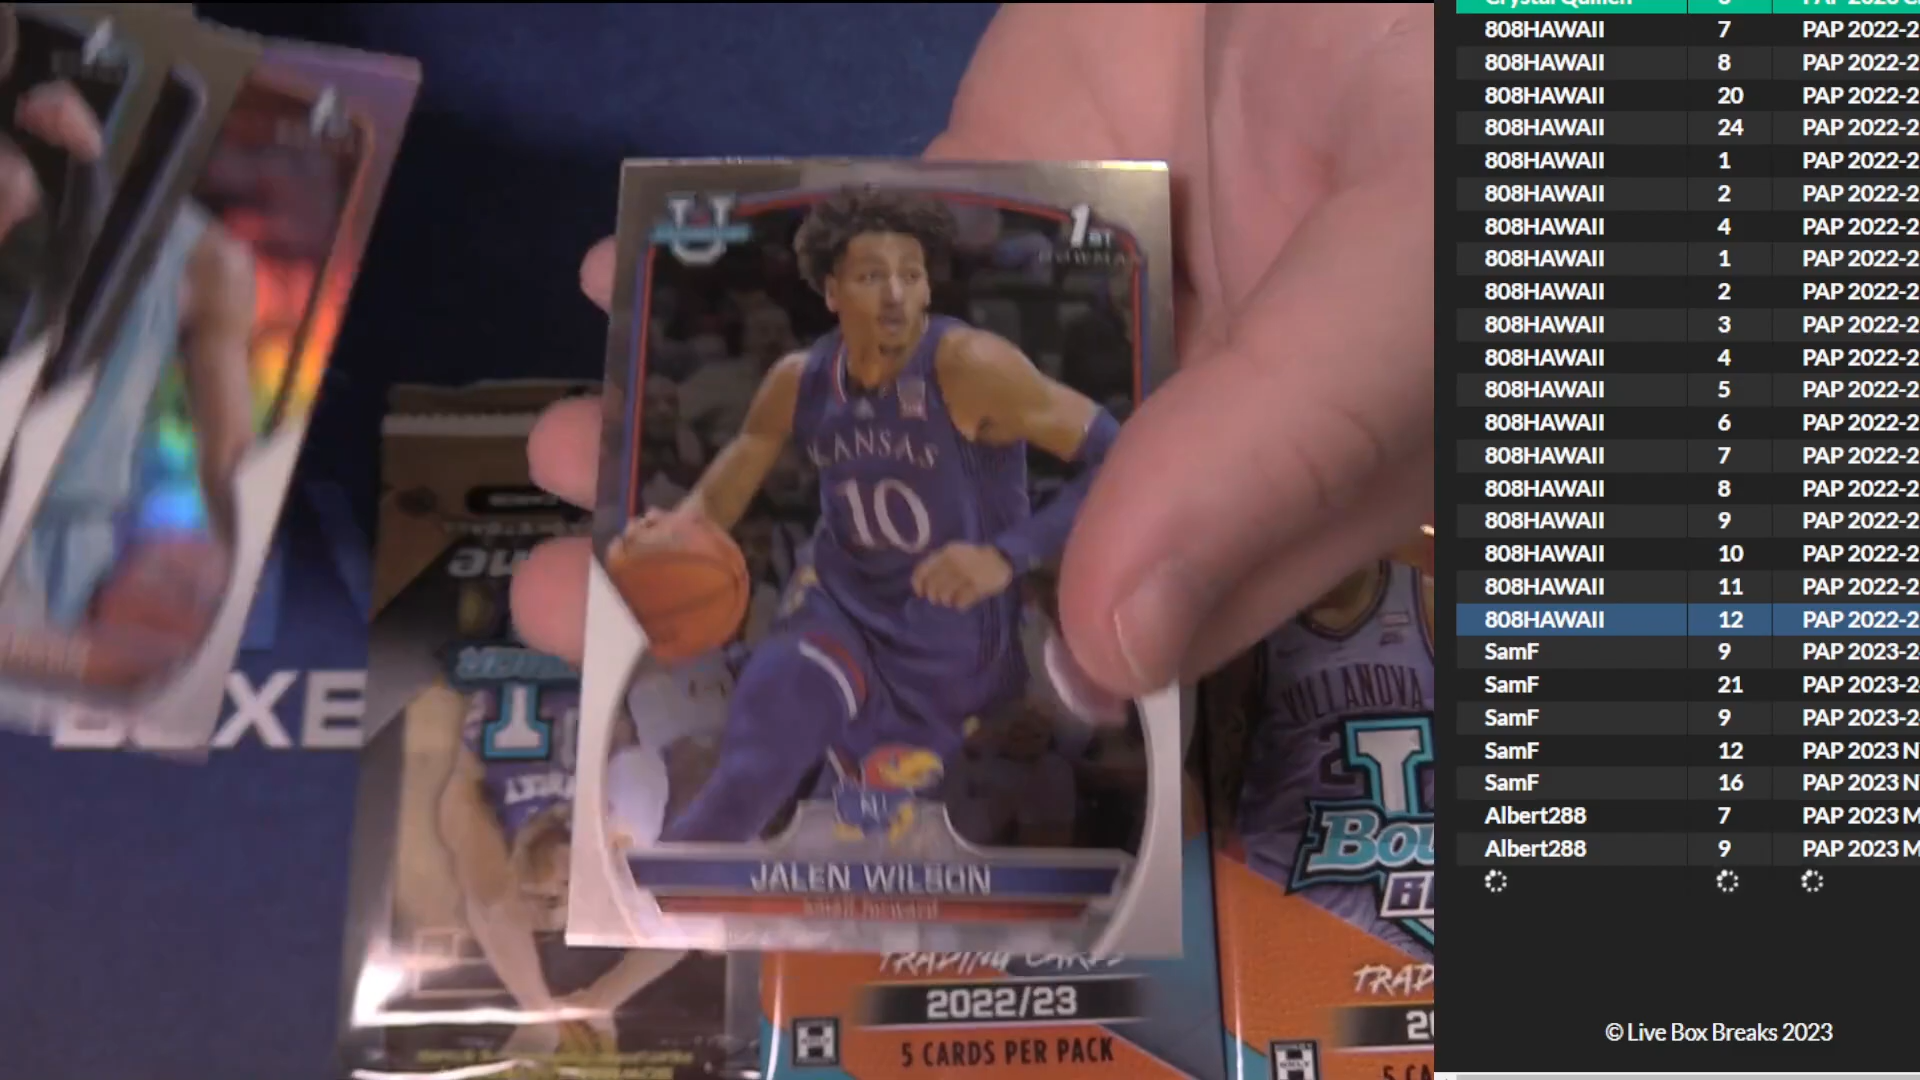 1ST
BOWMAN
KANSAS
10
KU
JALEN WILSON
small forward
BOXE
VILLANOVA
TRADING CARDS
2022/23
5 CARDS PER PACK
808HAWAII 7 PAP 2022-2
808HAWAII 8 PAP 2022-2
808HAWAII 20 PAP 2022-2
808HAWAII 24 PAP 2022-2
808HAWAII 1 PAP 2022-2
808HAWAII 2 PAP 2022-2
808HAWAII 4 PAP 2022-2
808HAWAII 1 PAP 2022-2
808HAWAII 2 PAP 2022-2
808HAWAII 3 PAP 2022-2
808HAWAII 4 PAP 2022-2
808HAWAII 5 PAP 2022-2
808HAWAII 6 PAP 2022-2
808HAWAII 7 PAP 2022-2
808HAWAII 8 PAP 2022-2
808HAWAII 9 PAP 2022-2
808HAWAII 10 PAP 2022-2
808HAWAII 11 PAP 2022-2
808HAWAII 12 PAP 2022-2
SamF 9 PAP 2023-2
SamF 21 PAP 2023-2
SamF 9 PAP 2023-2
SamF 12 PAP 2023 N
SamF 16 PAP 2023 N
Albert288 7 PAP 2023 M
Albert288 9 PAP 2023 M
© Live Box Breaks 2023